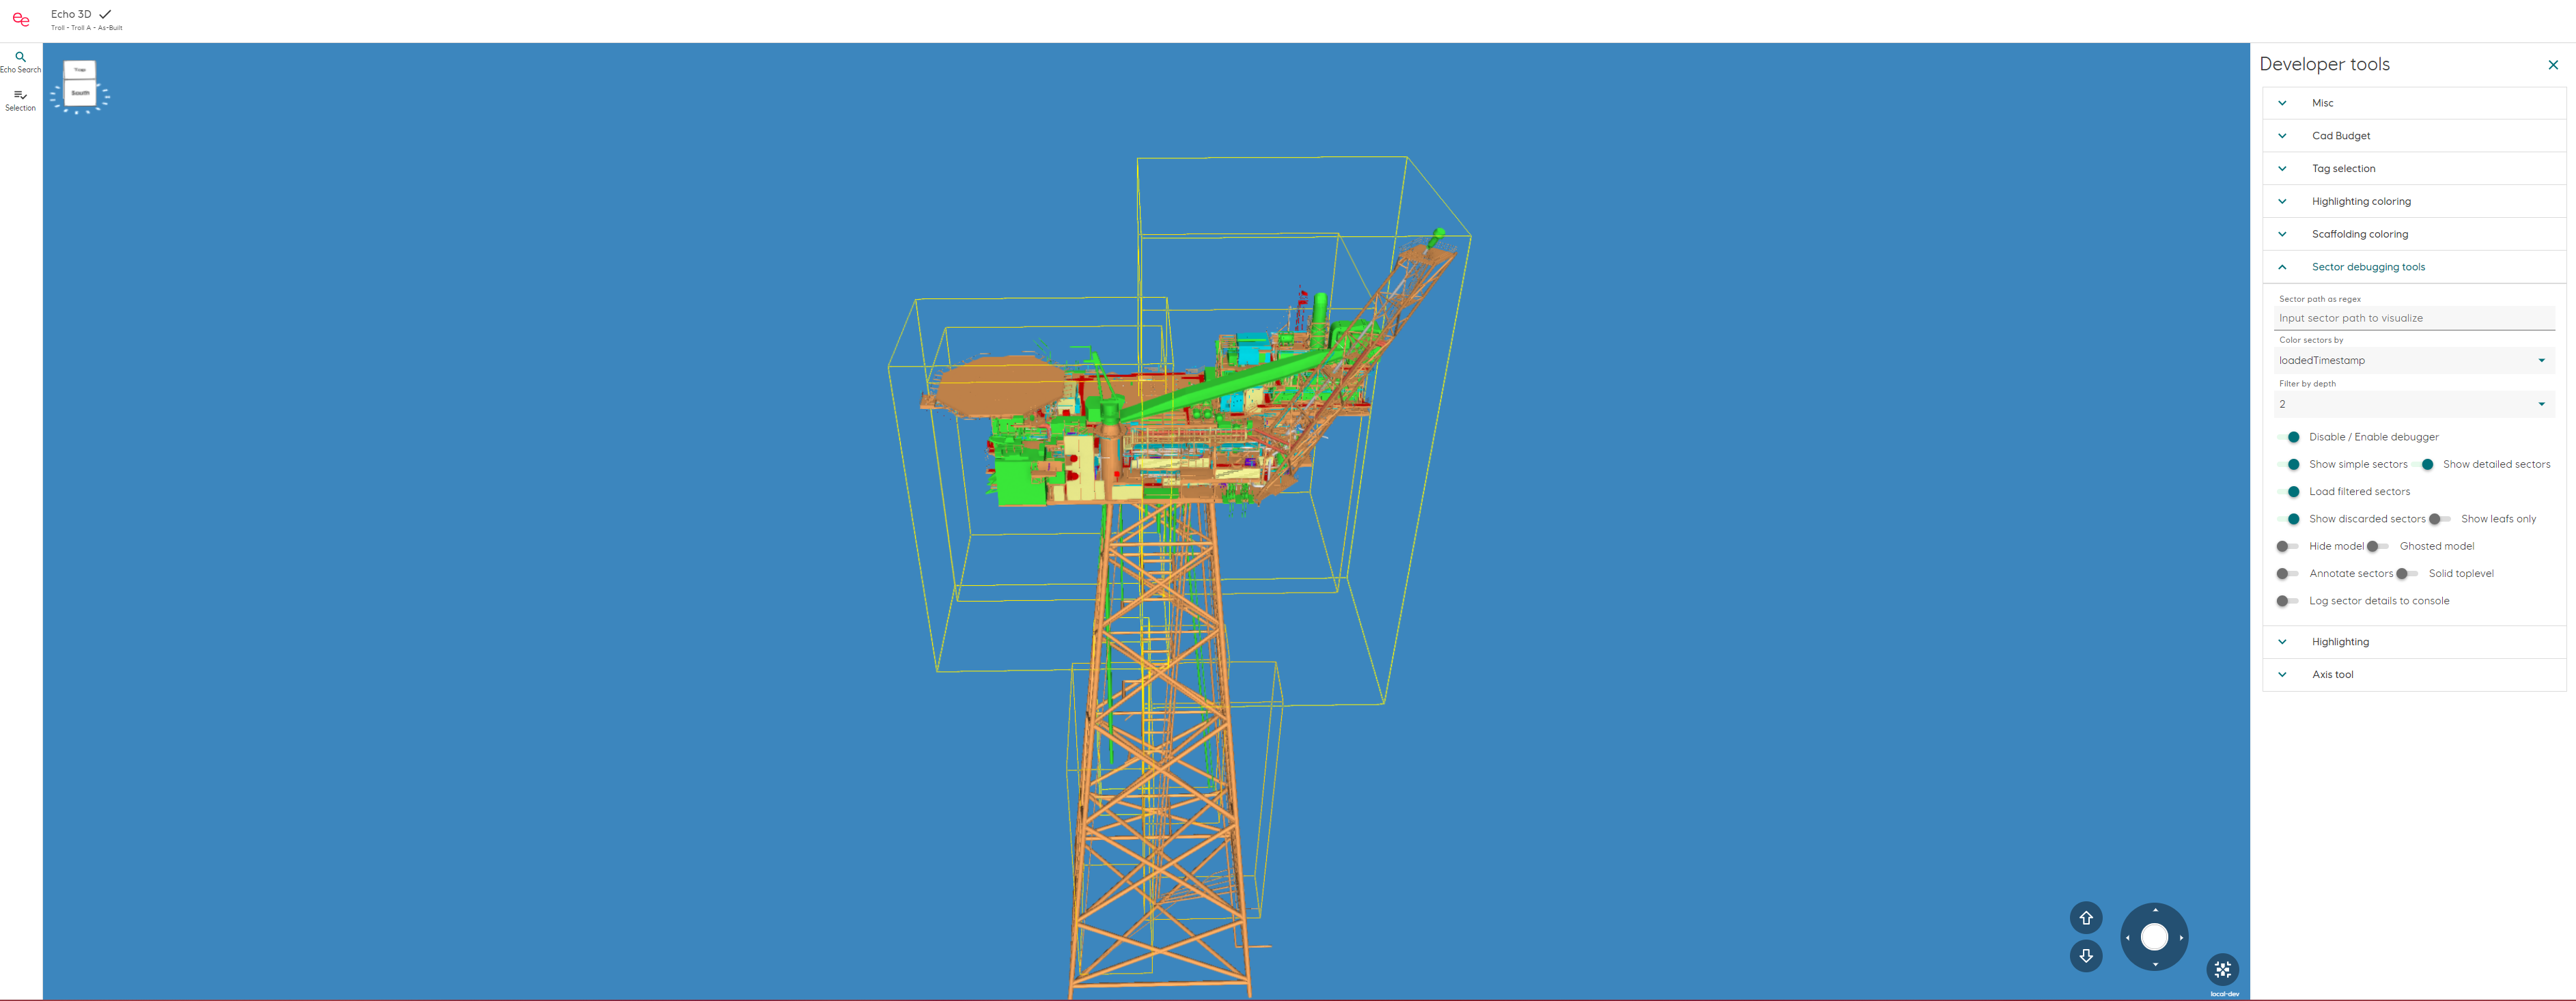 ee
Echo 3D
Troll - Troll A - As-Built
Echo Search
Selection
South
Developer tools
Misc
Cad Budget
Tag selection
Highlighting coloring
Scaffolding coloring
Sector debugging tools
Sector path as regex
Input sector path to visualize
Color sectors by
loadedTimestamp
Filter by depth
2
Disable / Enable debugger
Show simple sectors Show detailed sectors
Load filtered sectors
Show discarded sectors Show leafs only
Hide model Ghosted model
Annotate sectors Solid toplevel
Log sector details to console
Highlighting
Axis tool
local-dev